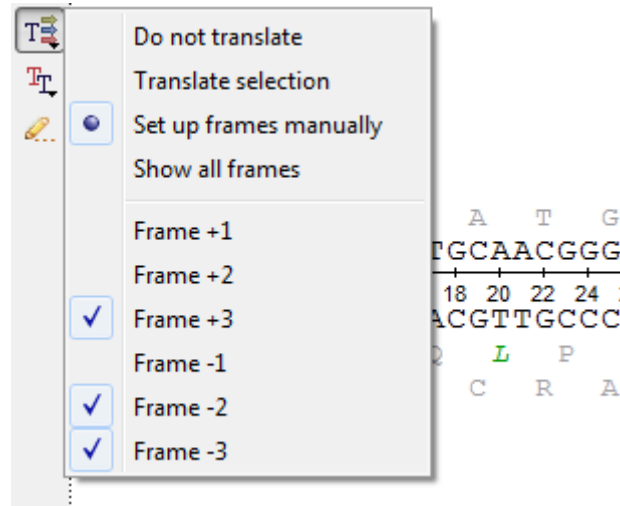 Do not translate
Translate selection
Set up frames manually
Show all frames
Frame +1
Frame +2
Frame +3
Frame -1
Frame -2
Frame -3
T
TT
A T G
TGCAACGGG
18 20 22 24
ACGTTGCCC
Q L P
C R A